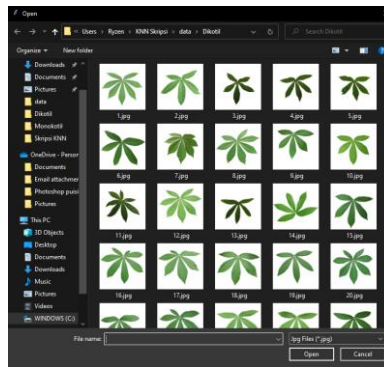 Open
Users › Ryzen › KNN Skripsi › data › Dikotil
Search Dikotil
Organize
New folder
Downloads
Documents
Pictures
data
Dikotil
Monokotil
Skripsi KNN
OneDrive - Person
Documents
Email attachmen
Photoshop puisi
Pictures
This PC
3D Objects
Desktop
Documents
Downloads
Music
Pictures
Videos
WINDOWS (C:)
1.jpg 2.jpg 3.jpg 4.jpg 5.jpg
6.jpg 7.jpg 8.jpg 9.jpg 10.jpg
11.jpg 12.jpg 13.jpg 14.jpg 15.jpg
16.jpg 17.jpg 18.jpg 19.jpg 20.jpg
File name:
Jpg Files (*.jpg)
Open Cancel